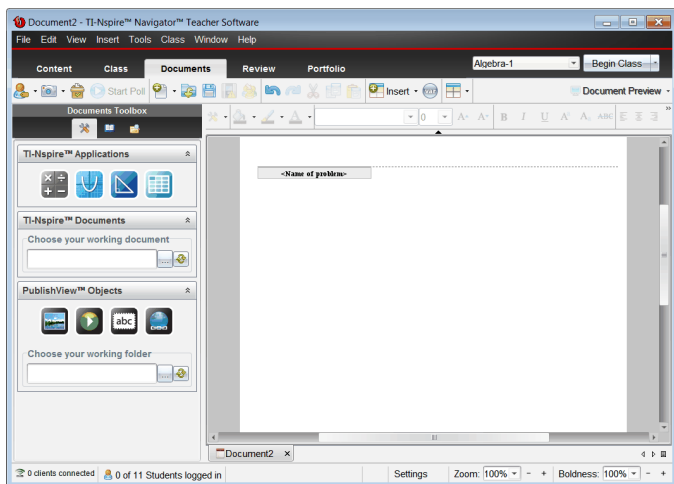 Document2 - TI-Nspire™ Navigator™ Teacher Software
File Edit View Insert Tools Class Window Help
Content Class Documents Review Portfolio
Algebra-1 Begin Class
Start Poll Insert Document Preview
Documents Toolbox
0 A- A+ B I U ABC
TI-Nspire™ Applications
<Name of problem>
TI-Nspire™ Documents
Choose your working document
...
PublishView™ Objects
abc
Choose your working folder
...
Document2 ×
0 clients connected 0 of 11 Students logged in Settings Zoom: 100% - + Boldness: 100% - +